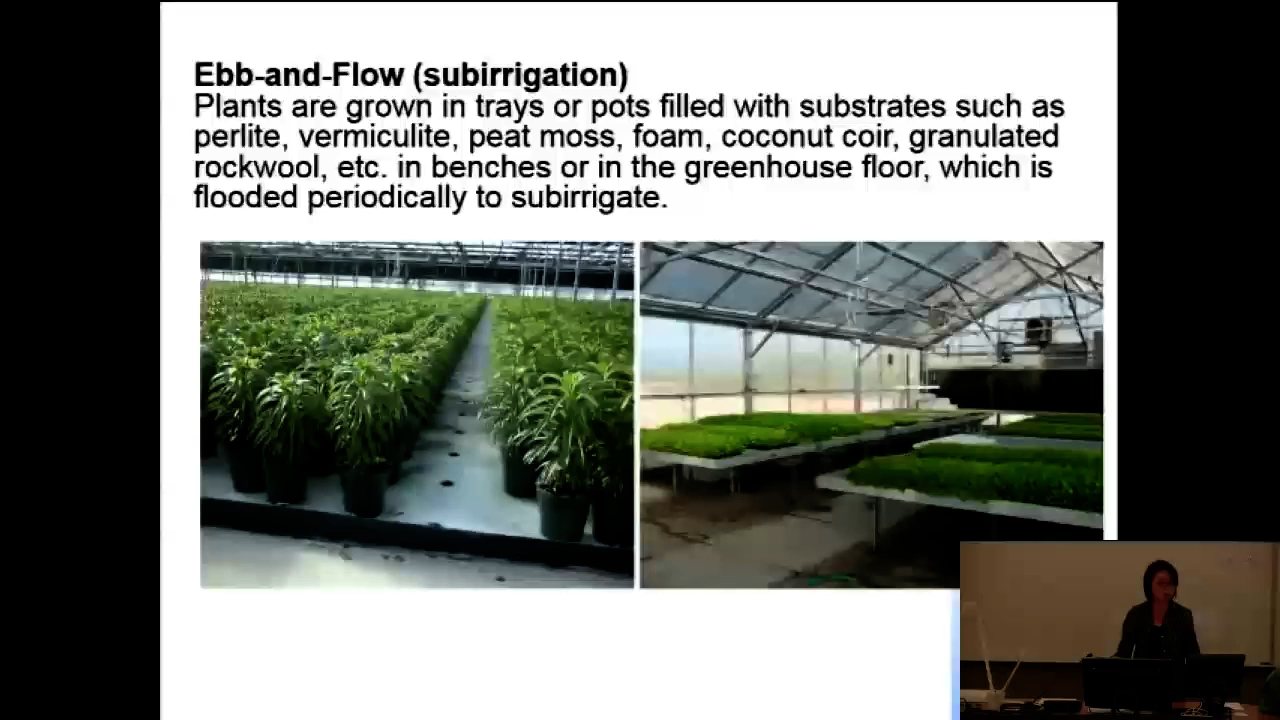 Ebb-and-Flow (subirrigation)
Plants are grown in trays or pots filled with substrates such as
perlite, vermiculite, peat moss, foam, coconut coir, granulated
rockwool, etc. in benches or in the greenhouse floor, which is
flooded periodically to subirrigate.